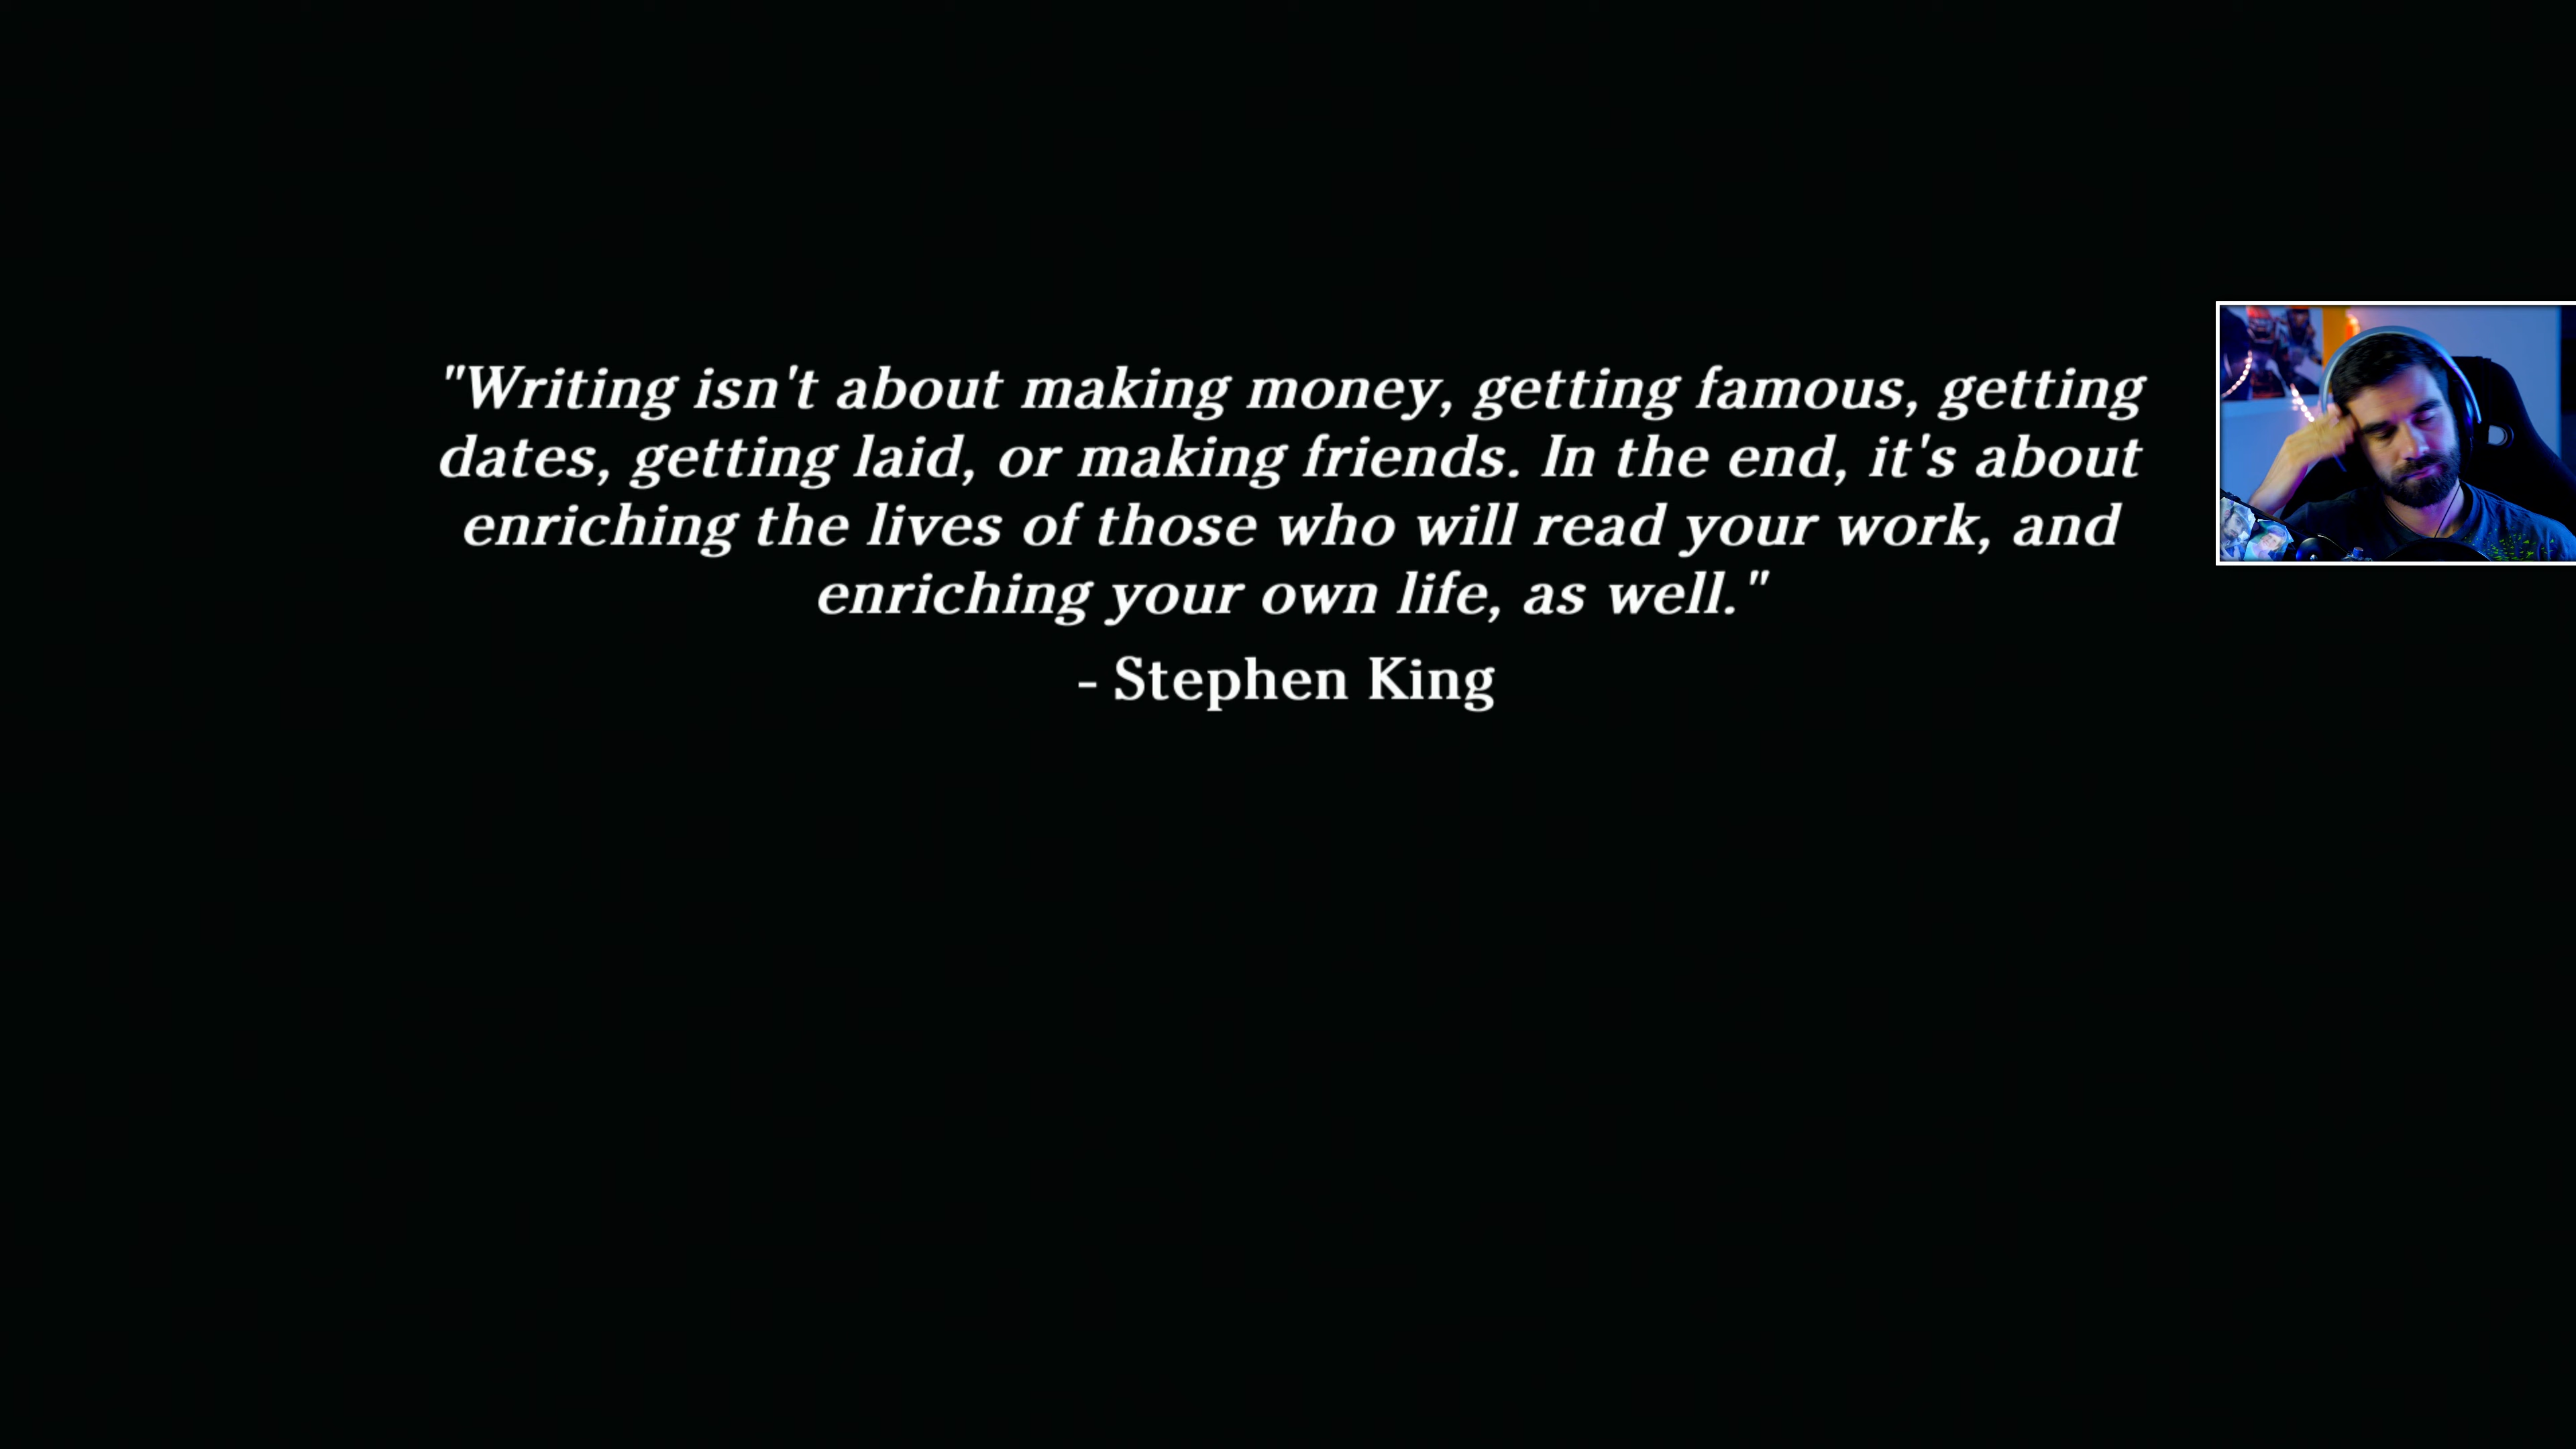 "Writing isn't about making money, getting famous, getting
dates, getting laid, or making friends. In the end, it's about
enriching the lives of those who will read your work, and
enriching your own life, as well."
- Stephen King